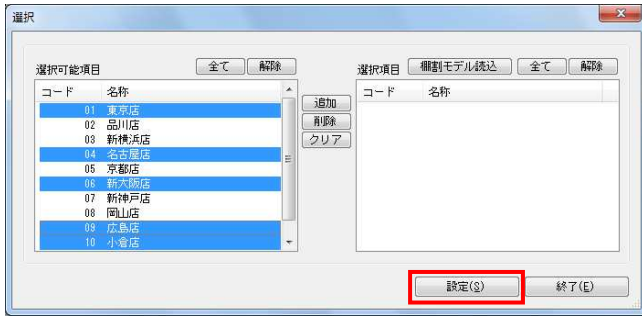 選択
選択可能項目 全て 解除
コード 名称
01 東京店
02 品川店
03 新横浜店
04 名古屋店
05 京都店
06 新大阪店
07 新神戸店
08 岡山店
09 広島店
10 小倉店
追加
削除
クリア
選択項目 棚割モデル読込 全て 解除
コード 名称
設定(S) 終了(E)